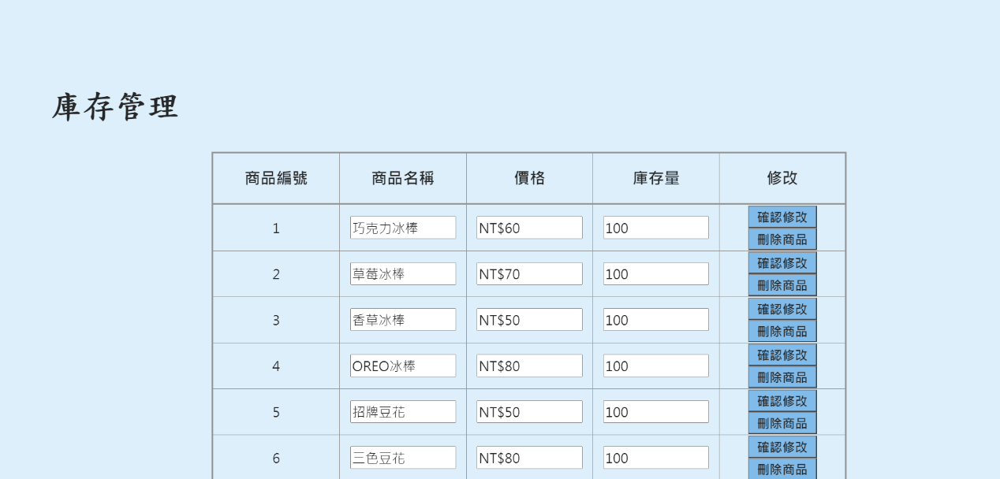 庫存管理
商品編號 商品名稱 價格 庫存量 修改
1 巧克力冰棒 NT$60 100 確認修改
刪除商品
2 草莓冰棒 NT$70 100 確認修改
刪除商品
3 香草冰棒 NT$50 100 確認修改
刪除商品
4 OREO冰棒 NT$80 100 確認修改
刪除商品
5 招牌豆花 NT$50 100 確認修改
刪除商品
6 三色豆花 NT$80 100 確認修改
刪除商品